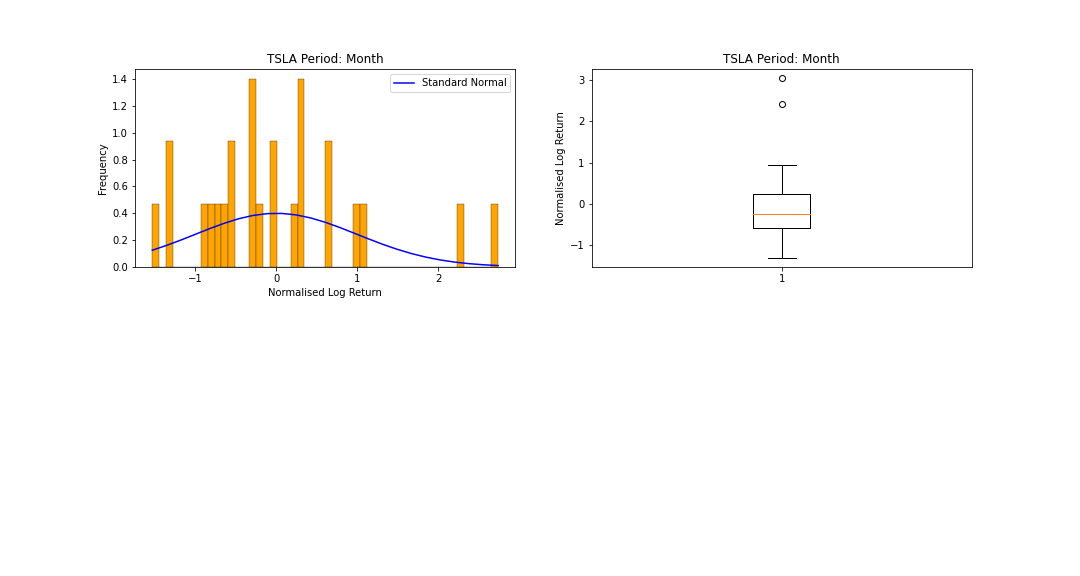 TSLA Period: Month
Standard Normal
Frequency
1.4
1.2
1.0
0.8
0.6
0.4
0.2
0.0
−1 0 1 2
Normalised Log Return
TSLA Period: Month
Normalised Log Return
3
2
1
0
−1
1